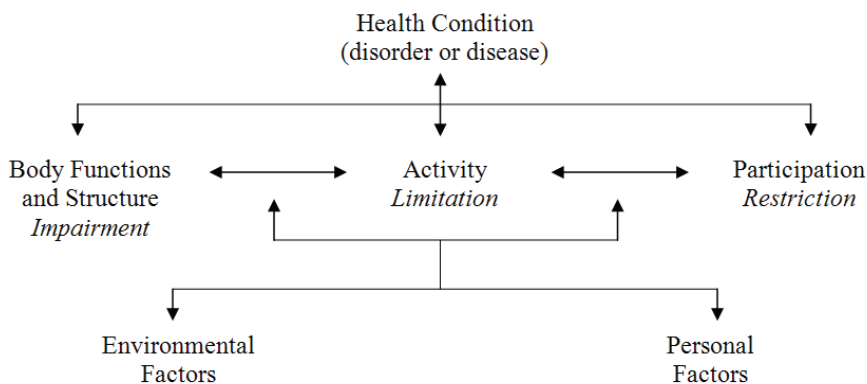 Health Condition
(disorder or disease)
Body Functions
and Structure
Impairment
Activity
Limitation
Participation
Restriction
Environmental
Factors
Personal
Factors